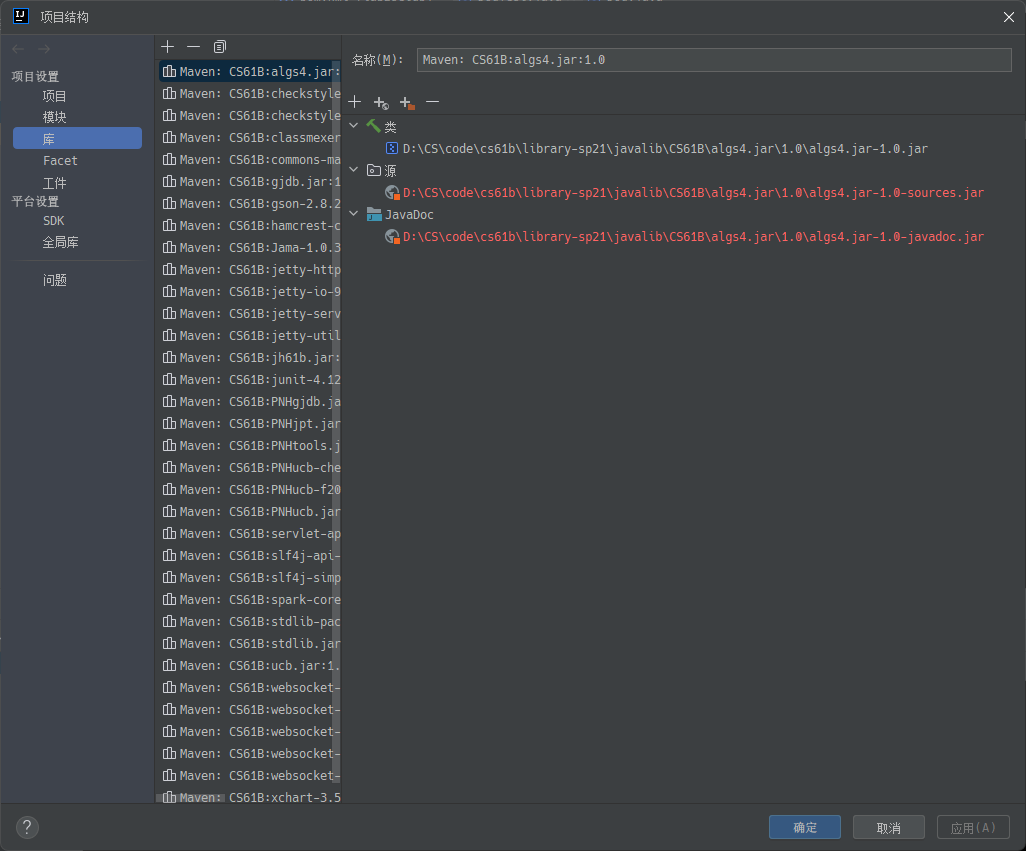 项目结构
项目设置
项目
模块
库
Facet
工件
平台设置
SDK
全局库
问题
Maven: CS61B:algs4.jar:
Maven: CS61B:checkstyle
Maven: CS61B:checkstyle
Maven: CS61B:classmexer
Maven: CS61B:commons-ma
Maven: CS61B:gjdb.jar:1
Maven: CS61B:gson-2.8.2
Maven: CS61B:hamcrest-c
Maven: CS61B:Jama-1.0.3
Maven: CS61B:jetty-http
Maven: CS61B:jetty-io-9
Maven: CS61B:jetty-serv
Maven: CS61B:jetty-util
Maven: CS61B:jh61b.jar:
Maven: CS61B:junit-4.12
Maven: CS61B:PNHgjdb.ja
Maven: CS61B:PNHjpt.jar
Maven: CS61B:PNHtools.j
Maven: CS61B:PNHucb-che
Maven: CS61B:PNHucb-f20
Maven: CS61B:PNHucb.jar
Maven: CS61B:servlet-ap
Maven: CS61B:slf4j-api-
Maven: CS61B:slf4j-simp
Maven: CS61B:spark-core
Maven: CS61B:stdlib-pac
Maven: CS61B:stdlib.jar
Maven: CS61B:ucb.jar:1.
Maven: CS61B:websocket-
Maven: CS61B:websocket-
Maven: CS61B:websocket-
Maven: CS61B:websocket-
Maven: CS61B:websocket-
Maven: CS61B:xchart-3.5
名称(M): Maven: CS61B:algs4.jar:1.0
类
D:\CS\code\cs61b\library-sp21\javalib\CS61B\algs4.jar\1.0\algs4.jar-1.0.jar
源
D:\CS\code\cs61b\library-sp21\javalib\CS61B\algs4.jar\1.0\algs4.jar-1.0-sources.jar
JavaDoc
D:\CS\code\cs61b\library-sp21\javalib\CS61B\algs4.jar\1.0\algs4.jar-1.0-javadoc.jar
? 确定 取消 应用(A)